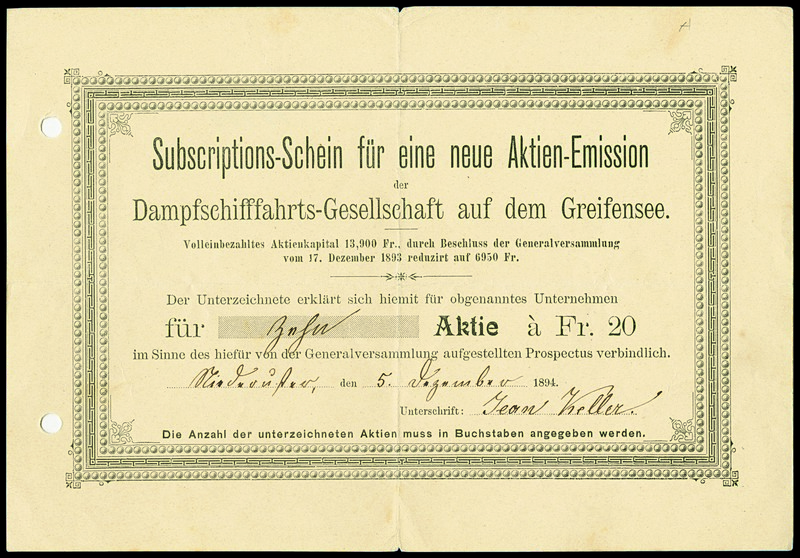 Subscriptions-Schein für eine neue Aktien-Emission
der
Dampfschifffahrts-Gesellschaft auf dem Greifensee.
Volleinbezahltes Aktienkapital 13,900 Fr., durch Beschluss der Generalversammlung
vom 17. Dezember 1893 reduzirt auf 6950 Fr.
Der Unterzeichnete erklärt sich hiemit für obgenanntes Unternehmen
für zehn Aktie à Fr. 20
im Sinne des hiefür von der Generalversammlung aufgestellten Prospectus verbindlich.
Niederuster, den 5. Dezember 1894.
Unterschrift: Jean Keller.
Die Anzahl der unterzeichneten Aktien muss in Buchstaben angegeben werden.